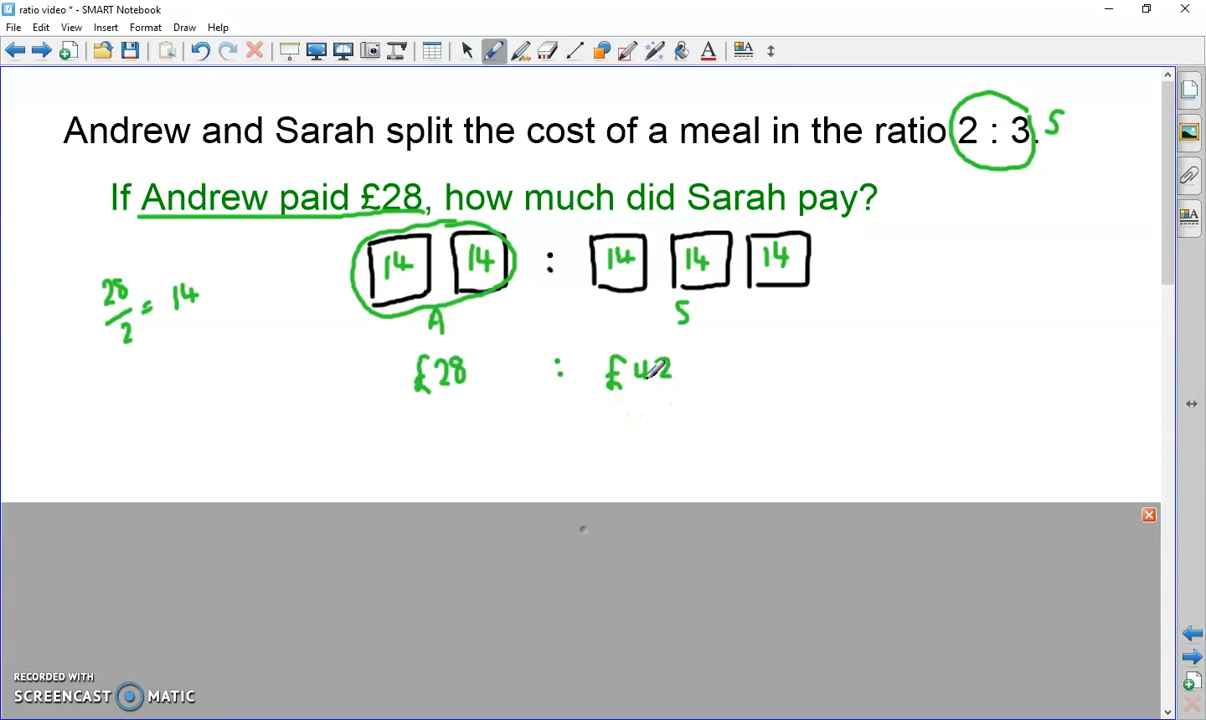 ratio video * - SMART Notebook
File Edit View Insert Format Draw Help
Andrew and Sarah split the cost of a meal in the ratio 2 : 3. 5
If Andrew paid £28, how much did Sarah pay?
14 14 : 14 14 14
28/2 = 14
A S
£28 : £42
RECORDED WITH
SCREENCAST MATIC